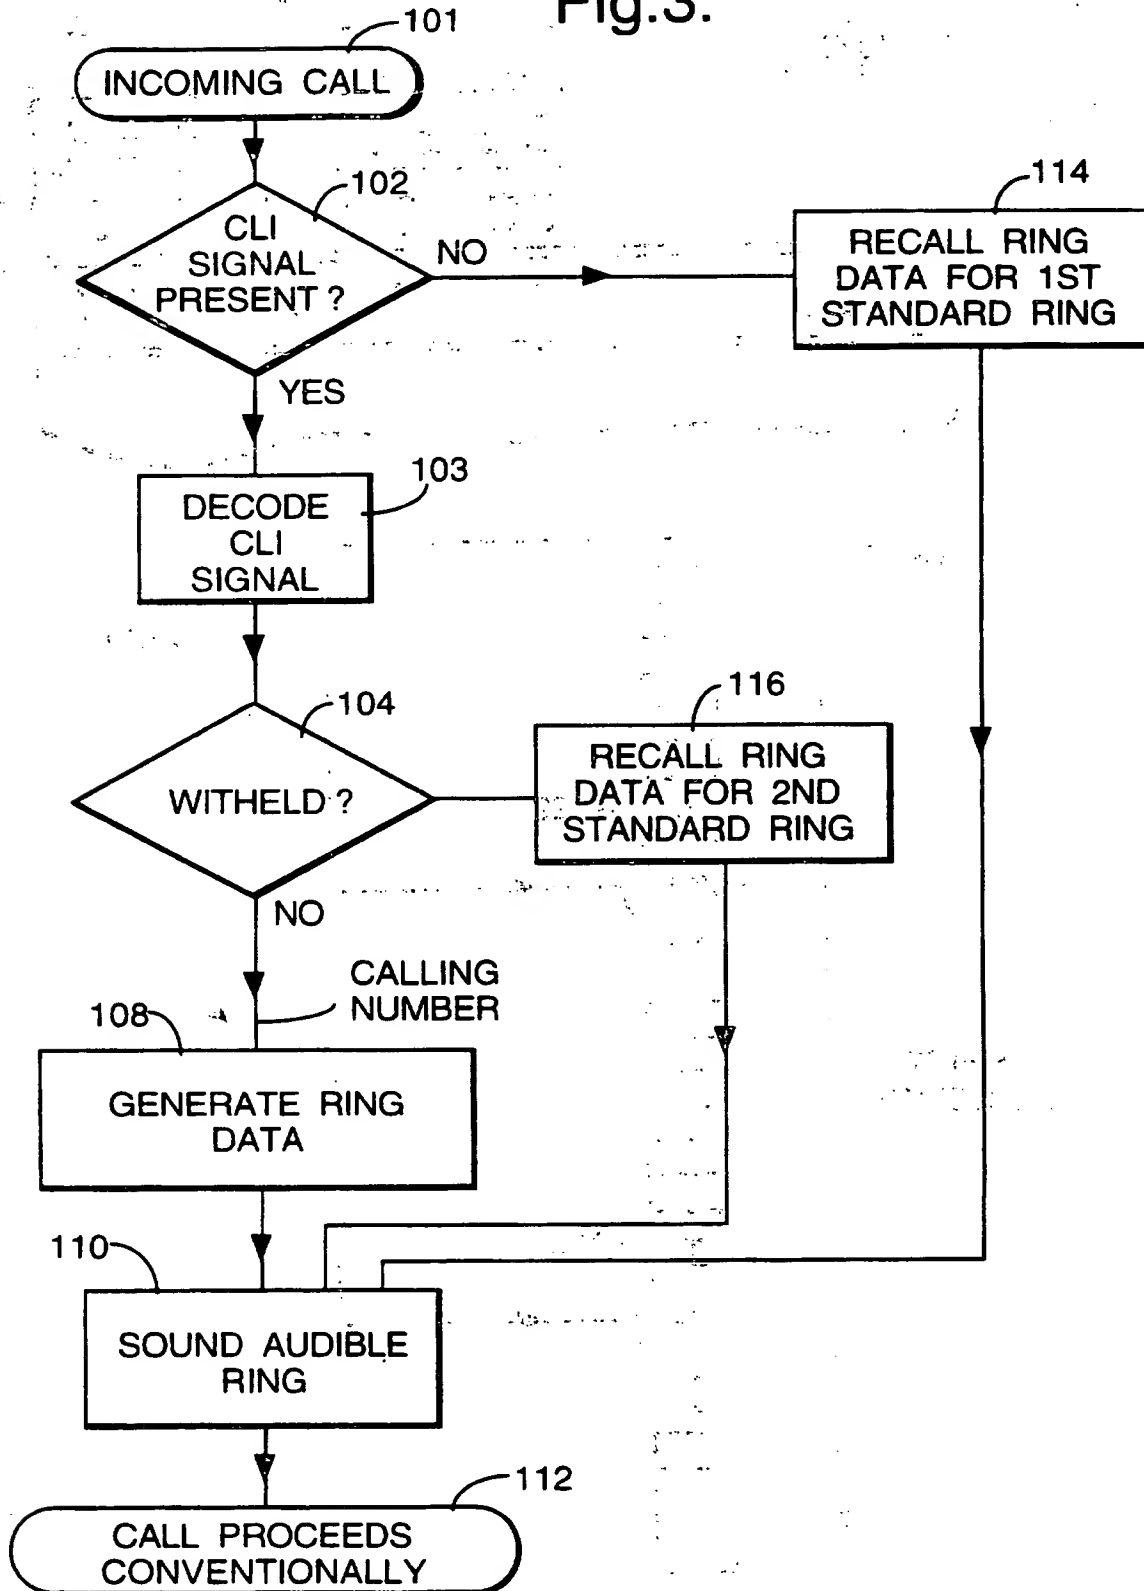 Fig.3.
101
INCOMING CALL
102
CLI
SIGNAL
PRESENT ?
NO
114
RECALL RING
DATA FOR 1ST
STANDARD RING
YES
103
DECODE
CLI
SIGNAL
104
WITHELD ?
116
RECALL RING
DATA FOR 2ND
STANDARD RING
NO
CALLING
NUMBER
108
GENERATE RING
DATA
110
SOUND AUDIBLE
RING
112
CALL PROCEEDS
CONVENTIONALLY